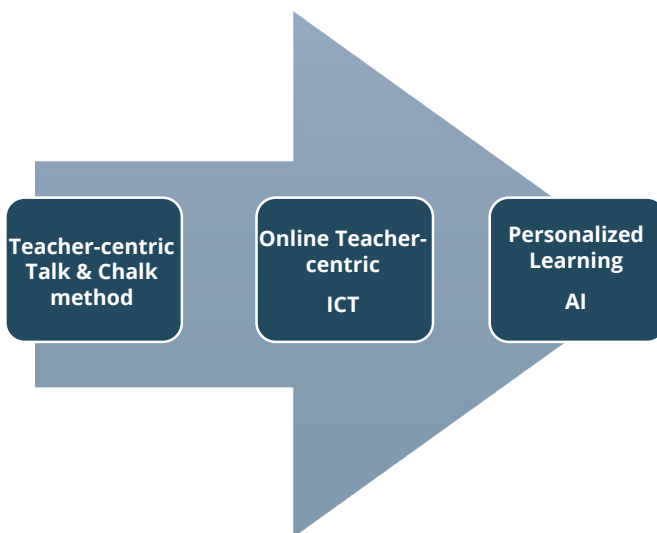 Teacher-centric
Talk & Chalk
method
Online Teacher-
centric
ICT
Personalized
Learning
AI